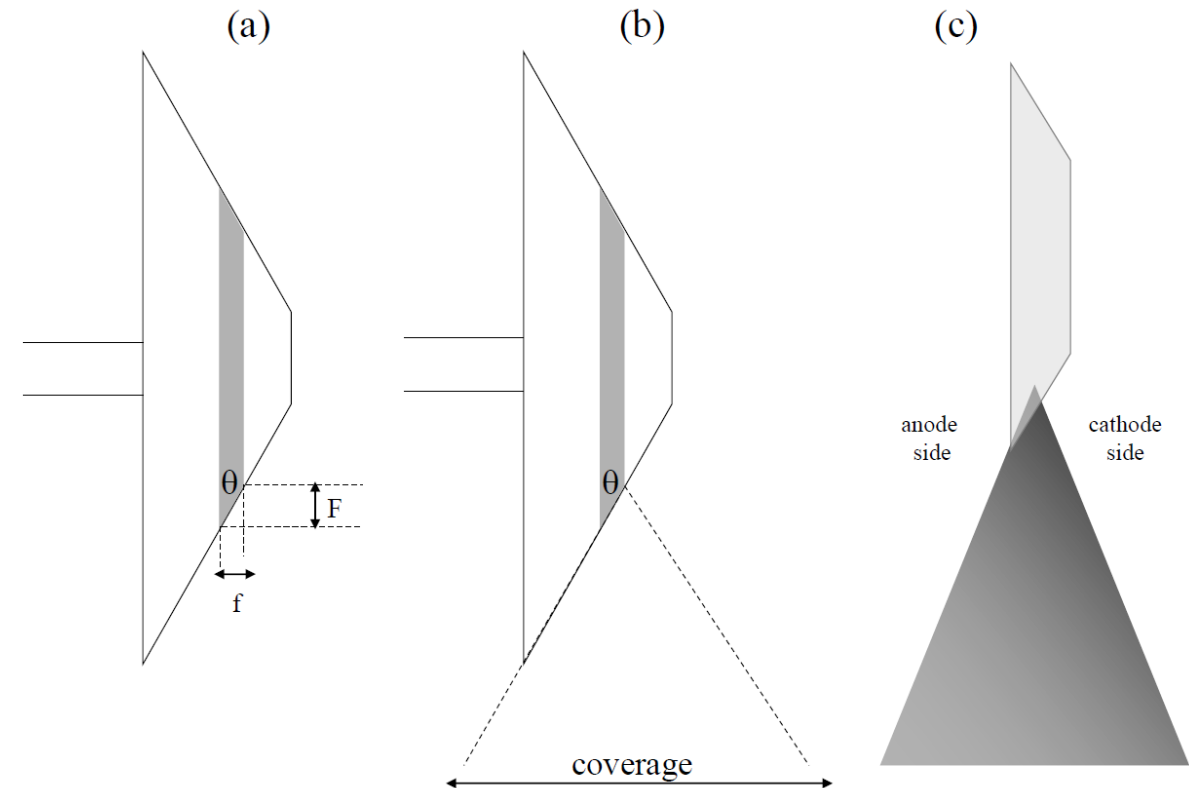 (a)
(b)
(c)
anode
side
cathode
side
θ
F
f
θ
coverage